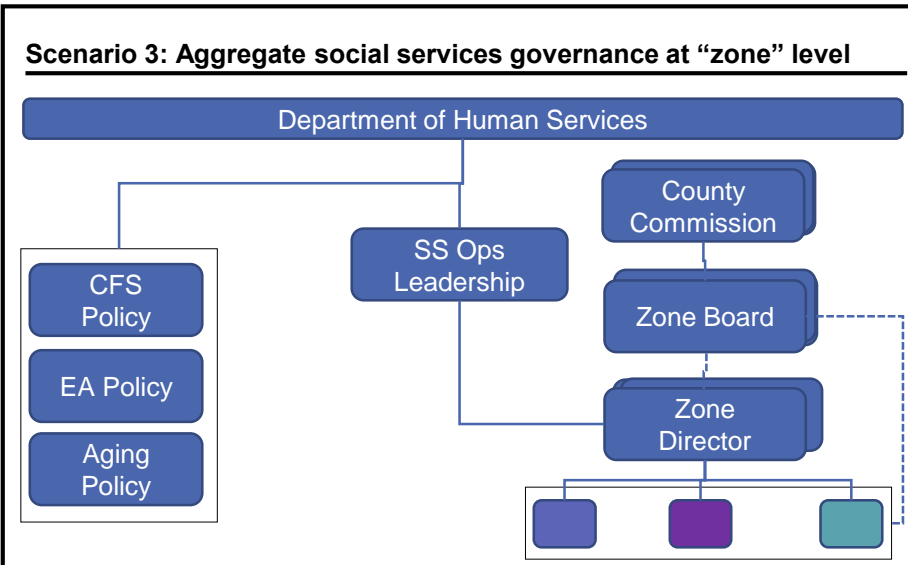 Scenario 3: Aggregate social services governance at “zone” level
Department of Human Services
County
Commission
SS Ops
Leadership
CFS
Policy
Zone Board
EA Policy
Zone
Director
Aging
Policy